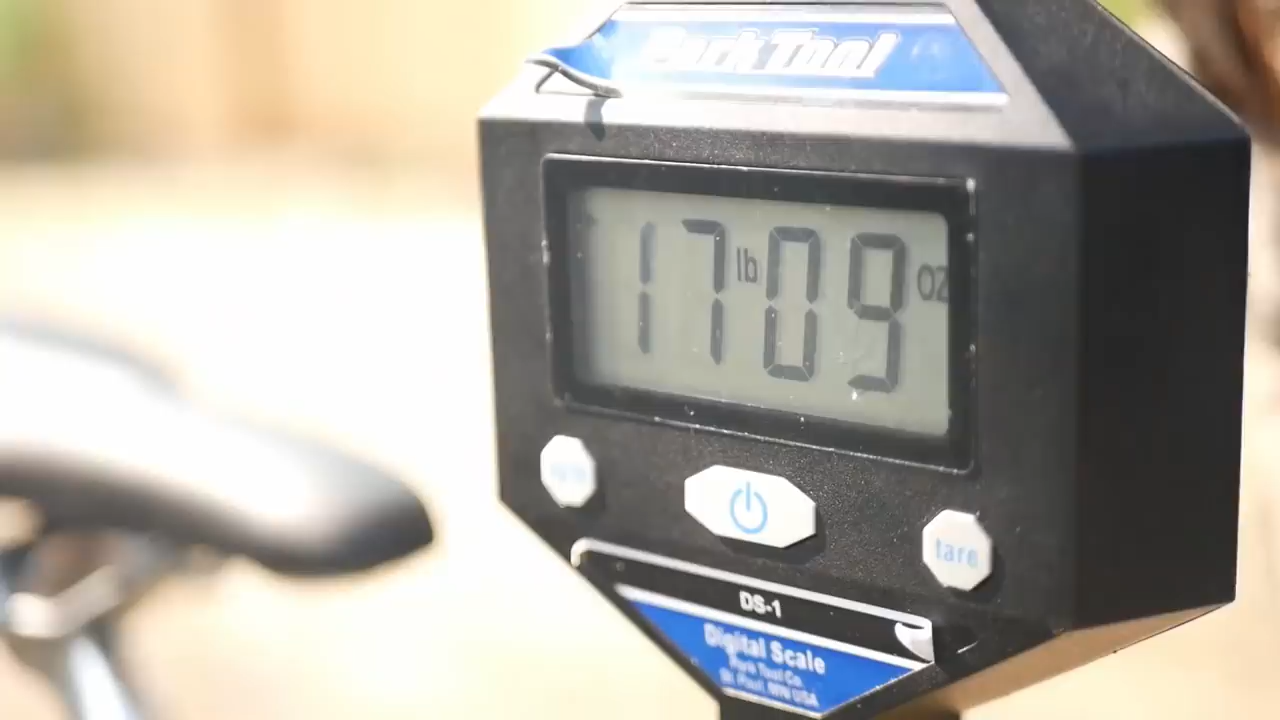 Park Tool
17 lb 09 oz
tare
DS-1
Digital Scale
Park Tool Co.
St. Paul, MN USA